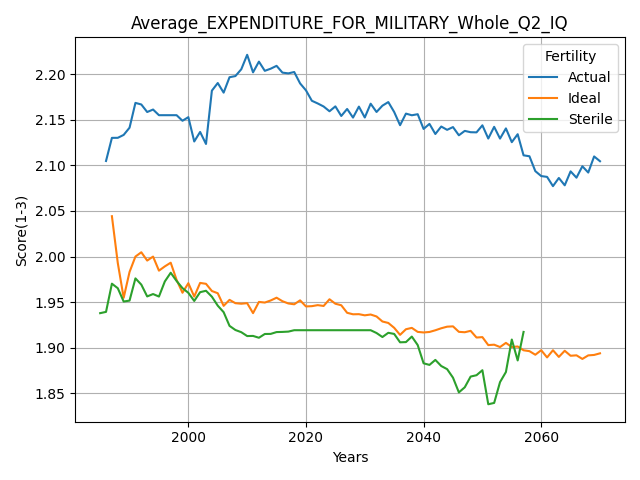 Average_EXPENDITURE_FOR_MILITARY_Whole_Q2_IQ
Fertility
Actual
Ideal
Sterile
Score(1-3)
2.20
2.15
2.10
2.05
2.00
1.95
1.90
1.85
2000 2020 2040 2060
Years